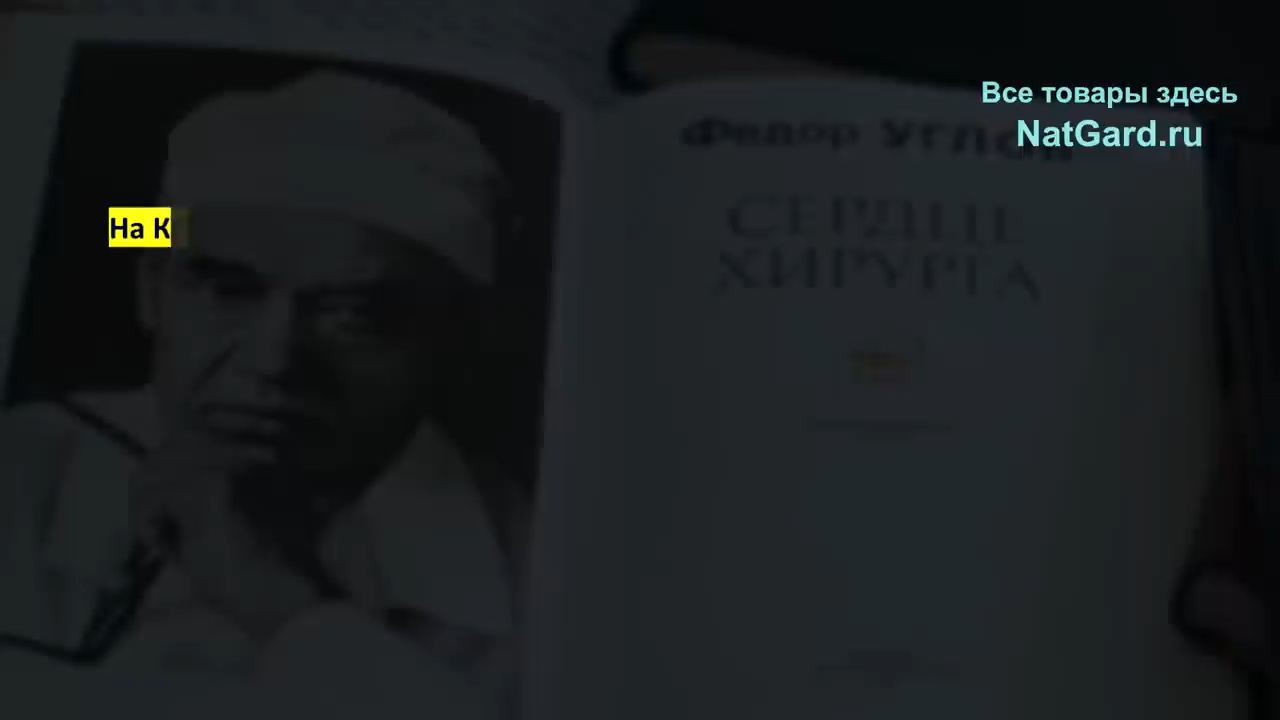 Все товары здесь
NatGard.ru
Федор УГЛОВ
На К
СЕРДЦЕ
ХИРУРГА